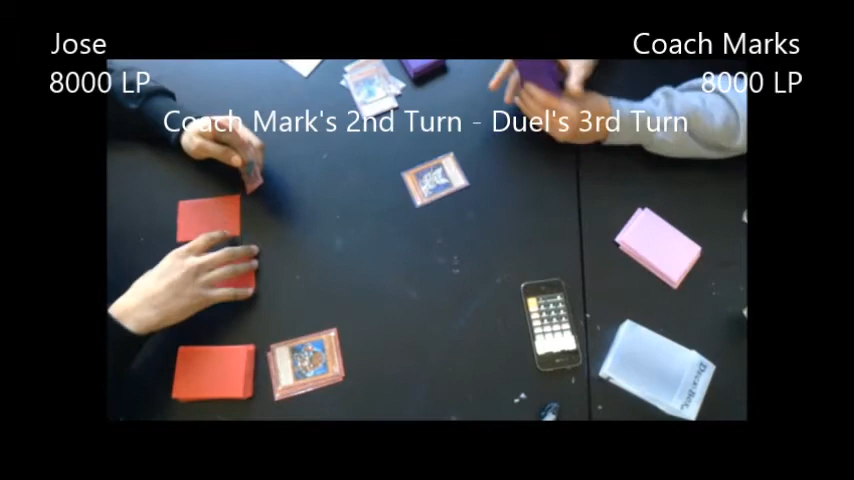 Jose
Coach Marks
8000 LP
8000 LP
Coach Mark's 2nd Turn - Duel's 3rd Turn